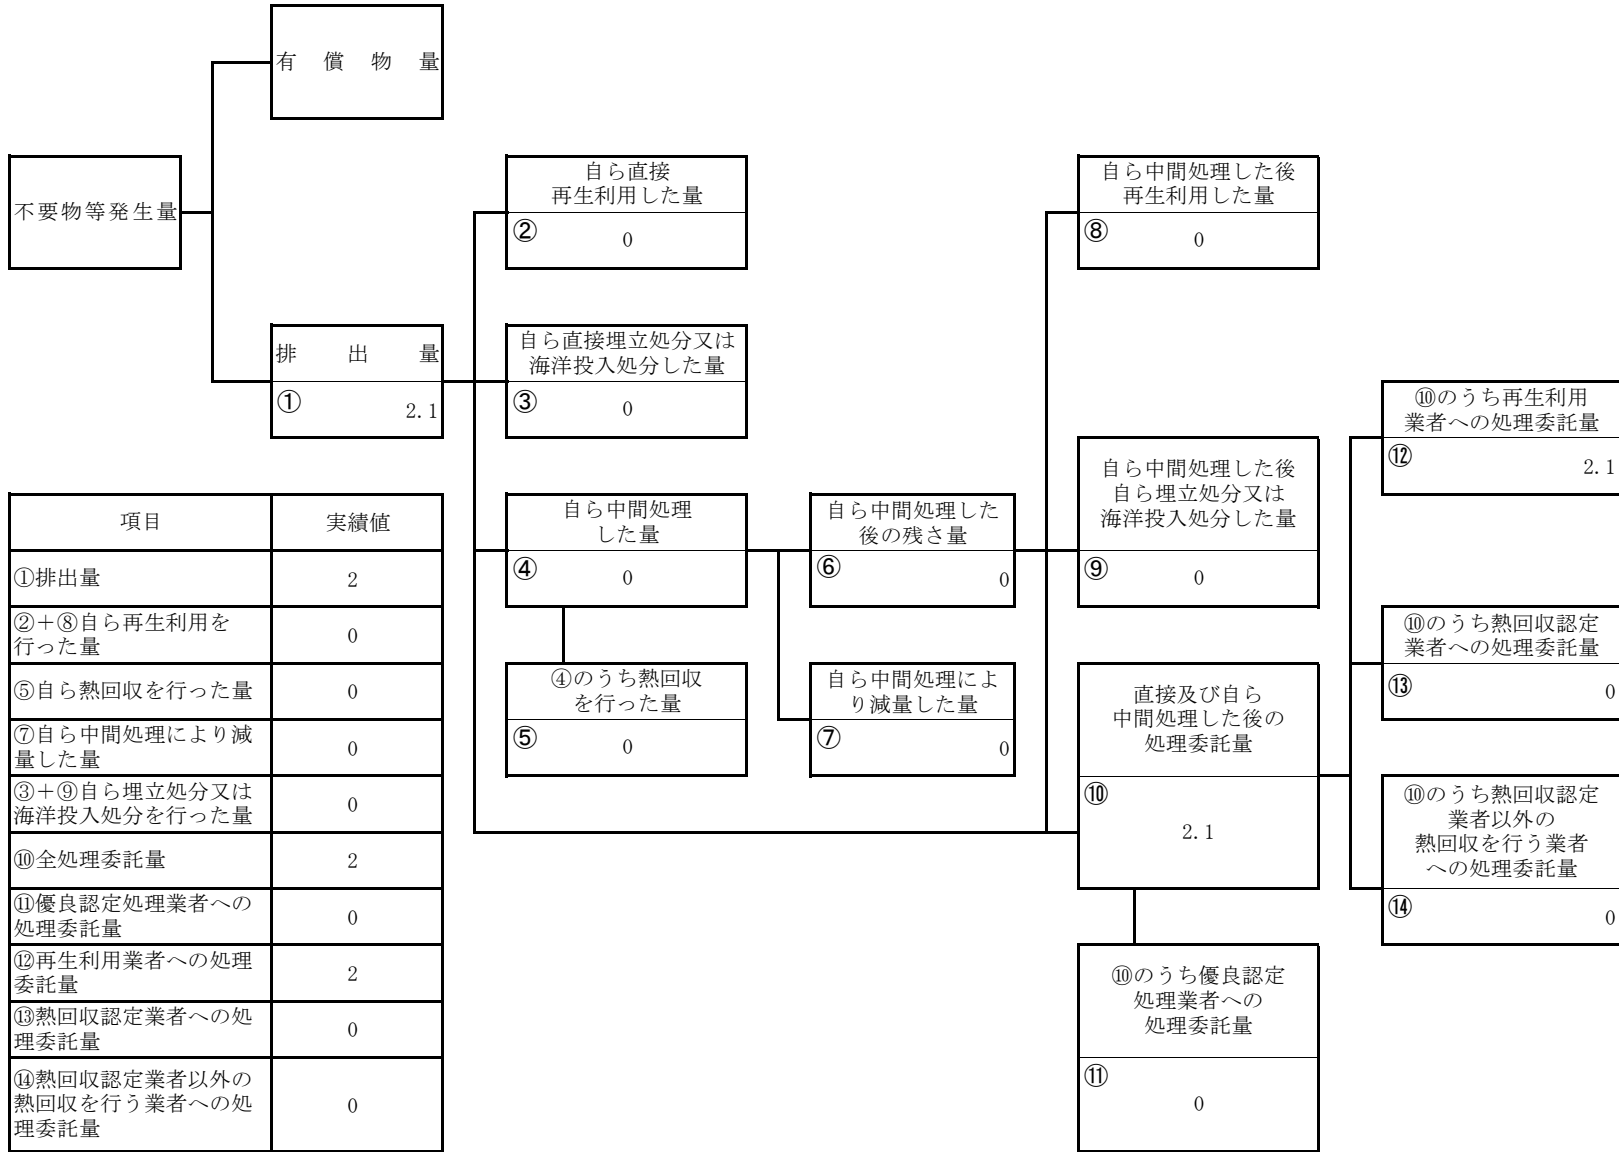 有償物量
不要物等発生量
排出量
①
2.1
自ら直接
再生利用した量
②
0
自ら直接埋立処分又は
海洋投入処分した量
③
0
自ら中間処理
した量
④
0
④のうち熱回収
を行った量
⑤
0
自ら中間処理した
後の残さ量
⑥
0
自ら中間処理によ
り減量した量
⑦
0
自ら中間処理した後
再生利用した量
⑧
0
自ら中間処理した後
自ら埋立処分又は
海洋投入処分した量
⑨
0
直接及び自ら
中間処理した後の
処理委託量
⑩
2.1
⑩のうち優良認定
処理業者への
処理委託量
⑪
0
⑩のうち再生利用
業者への処理委託量
⑫
2.1
⑩のうち熱回収認定
業者への処理委託量
⑬
0
⑩のうち熱回収認定
業者以外の
熱回収を行う業者
への処理委託量
⑭
0
項目 実績値
①排出量 2
②＋⑧自ら再生利用を
行った量 0
⑤自ら熱回収を行った量 0
⑦自ら中間処理により減
量した量 0
③＋⑨自ら埋立処分又は
海洋投入処分を行った量 0
⑩全処理委託量 2
⑪優良認定処理業者への
処理委託量 0
⑫再生利用業者への処理
委託量 2
⑬熱回収認定業者への処
理委託量 0
⑭熱回収認定業者以外の
熱回収を行う業者への処
理委託量 0